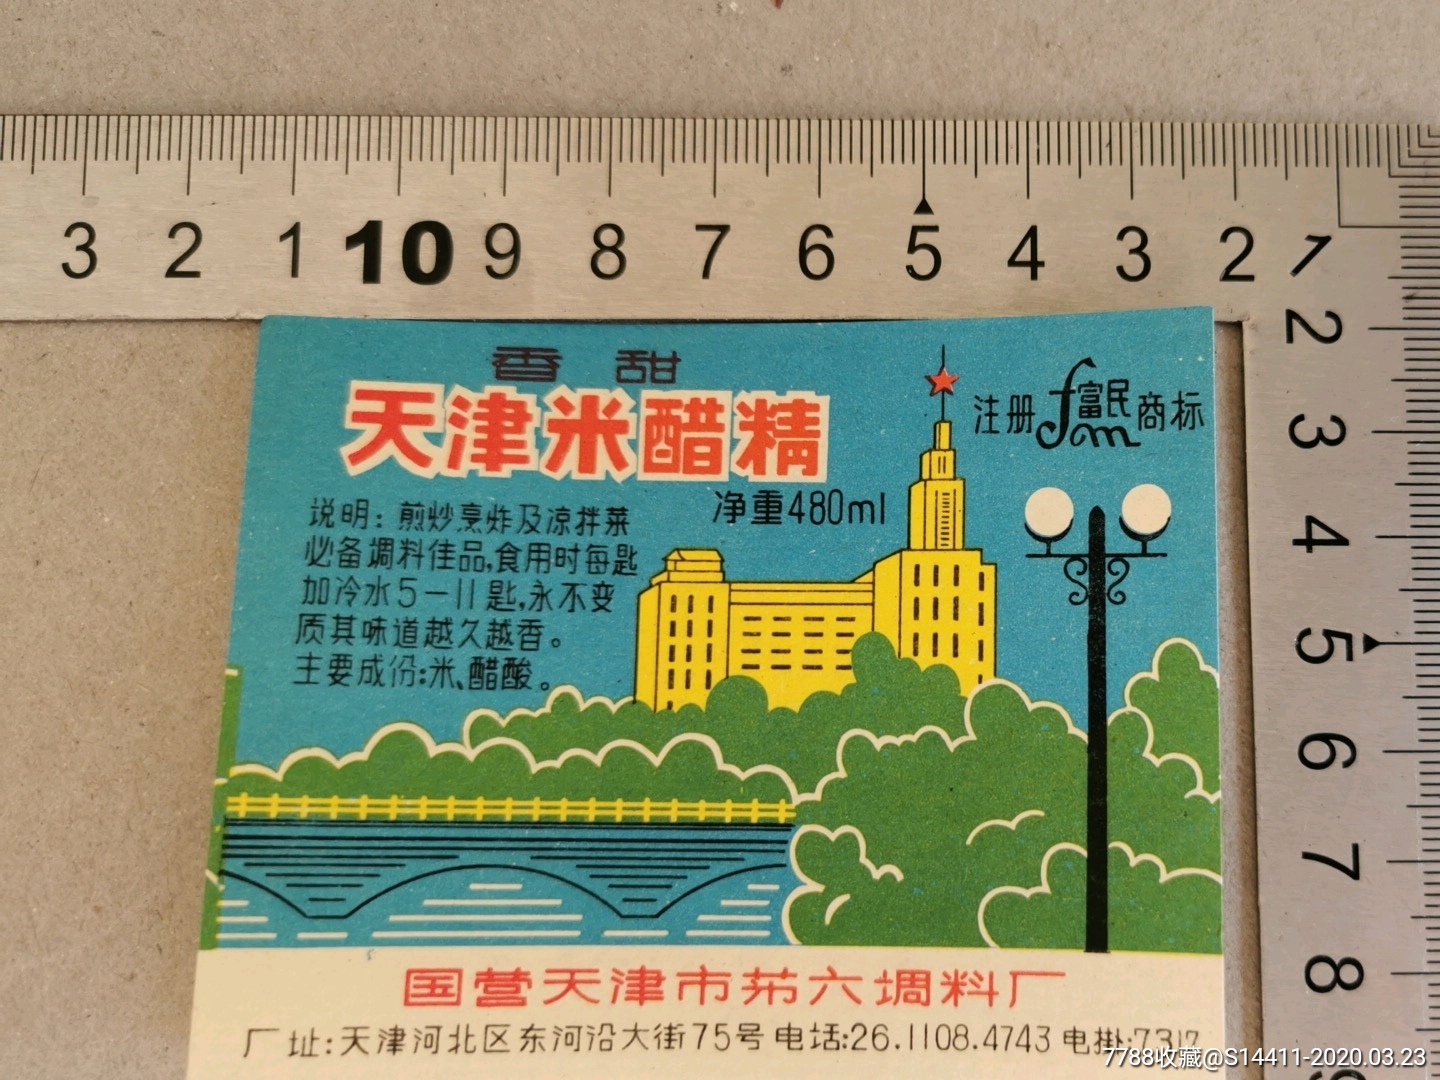 3 2 1 10 9 8 7 6 5 4 3 2 1
2
3
4
5
6
7
8
香 甜
天津米醋精
注册 富民 商标
净重480ml
说明：煎炒烹炸及凉拌菜
必备调料佳品,食用时每匙
加冷水5一11匙,永不变
质其味道越久越香。
主要成份:米、醋酸。
国营天津市苐六调料厂
厂址:天津河北区东河沿大街75号 电话:26.1108.4743 电掛:7317
7788收藏@S14411-2020.03.23